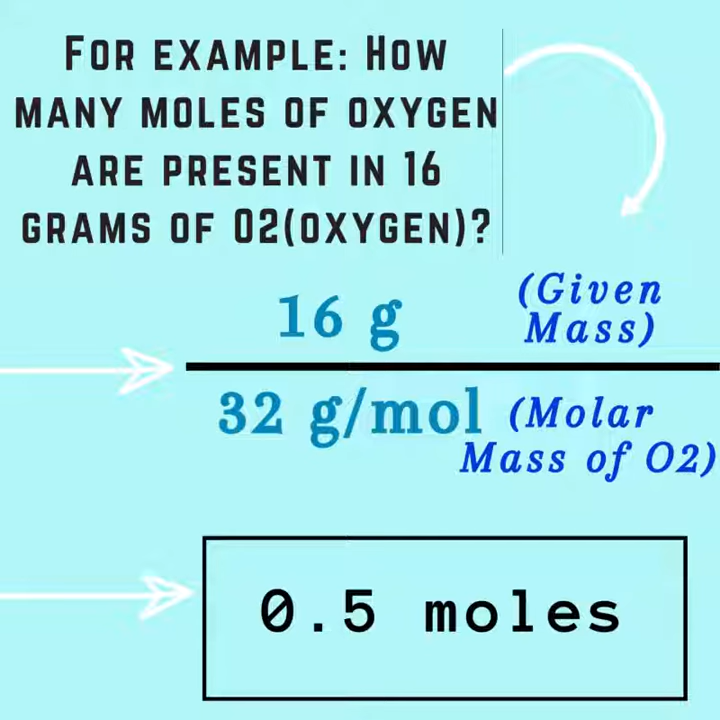 For example: How
many moles of oxygen
are present in 16
grams of O2(oxygen)?
16 g
(Given
Mass)
32 g/mol
(Molar
Mass of O2)
0.5 moles